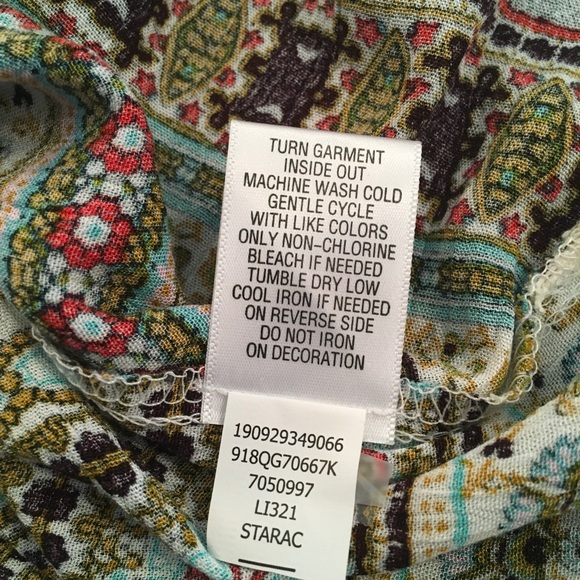 TURN GARMENT
INSIDE OUT
MACHINE WASH COLD
GENTLE CYCLE
WITH LIKE COLORS
ONLY NON-CHLORINE
BLEACH IF NEEDED
TUMBLE DRY LOW
COOL IRON IF NEEDED
ON REVERSE SIDE
DO NOT IRON
ON DECORATION
190929349066
918QG70667K
7050997
LI321
STARAC